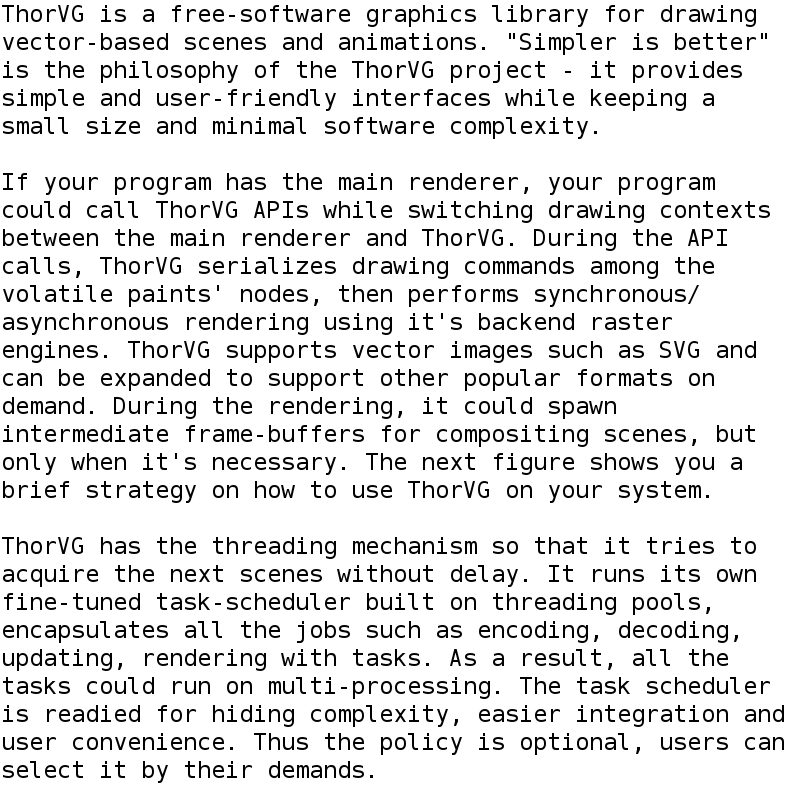 ThorVG is a free-software graphics library for drawing
vector-based scenes and animations. "Simpler is better"
is the philosophy of the ThorVG project - it provides
simple and user-friendly interfaces while keeping a
small size and minimal software complexity.

If your program has the main renderer, your program
could call ThorVG APIs while switching drawing contexts
between the main renderer and ThorVG. During the API
calls, ThorVG serializes drawing commands among the
volatile paints' nodes, then performs synchronous/
asynchronous rendering using it's backend raster
engines. ThorVG supports vector images such as SVG and
can be expanded to support other popular formats on
demand. During the rendering, it could spawn
intermediate frame-buffers for compositing scenes, but
only when it's necessary. The next figure shows you a
brief strategy on how to use ThorVG on your system.

ThorVG has the threading mechanism so that it tries to
acquire the next scenes without delay. It runs its own
fine-tuned task-scheduler built on threading pools,
encapsulates all the jobs such as encoding, decoding,
updating, rendering with tasks. As a result, all the
tasks could run on multi-processing. The task scheduler
is readied for hiding complexity, easier integration and
user convenience. Thus the policy is optional, users can
select it by their demands.